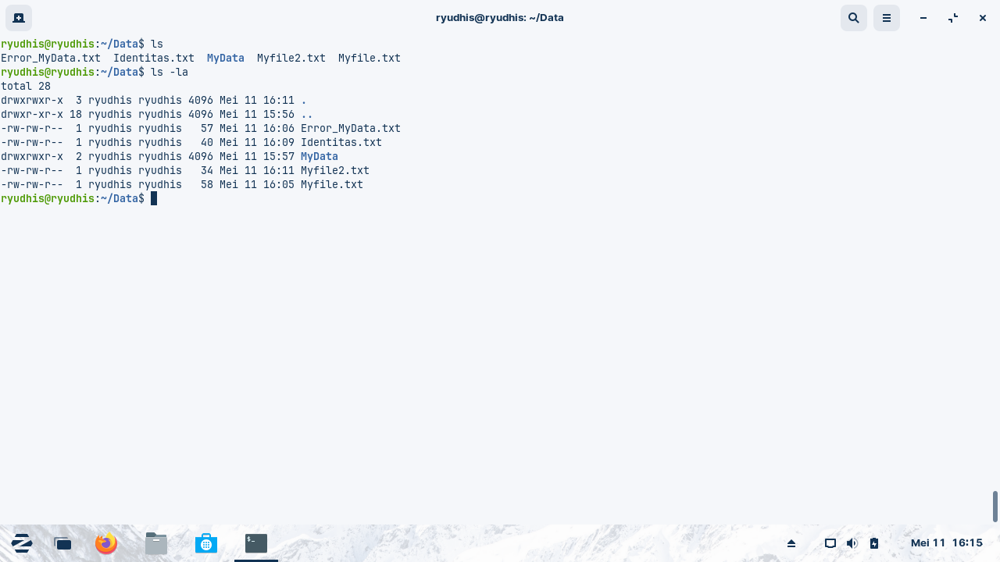 ryudhis@ryudhis: ~/Data
ryudhis@ryudhis:~/Data$ ls
Error_MyData.txt  Identitas.txt  MyData  Myfile2.txt  Myfile.txt
ryudhis@ryudhis:~/Data$ ls -la
total 28
drwxrwxr-x  3 ryudhis ryudhis 4096 Mei 11 16:11 .
drwxr-xr-x 18 ryudhis ryudhis 4096 Mei 11 15:56 ..
-rw-rw-r--  1 ryudhis ryudhis   57 Mei 11 16:06 Error_MyData.txt
-rw-rw-r--  1 ryudhis ryudhis   40 Mei 11 16:09 Identitas.txt
drwxrwxr-x  2 ryudhis ryudhis 4096 Mei 11 15:57 MyData
-rw-rw-r--  1 ryudhis ryudhis   34 Mei 11 16:11 Myfile2.txt
-rw-rw-r--  1 ryudhis ryudhis   58 Mei 11 16:05 Myfile.txt
ryudhis@ryudhis:~/Data$
$_
Mei 11  16:15